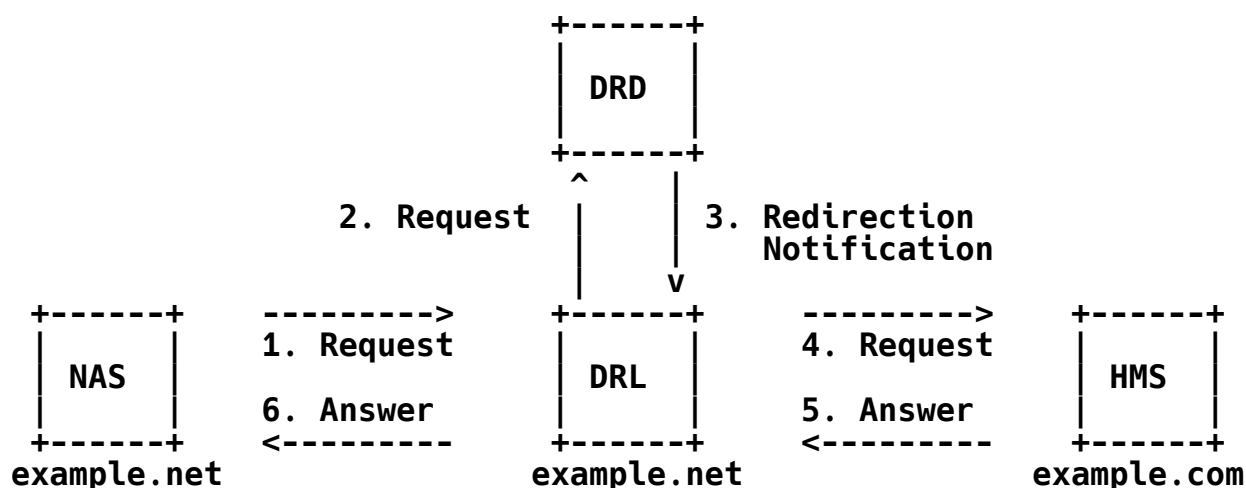 +------+
|      |
| DRD  |
|      |
+------+
 ^    |
2. Request | | 3. Redirection
| | Notification
| v
+------+ ---------> +------+ ---------> +------+
| | 1. Request | | 4. Request | |
| NAS | | DRL | | HMS |
| | 6. Answer | | 5. Answer | |
+------+ <--------- +------+ <--------- +------+
example.net example.net example.com